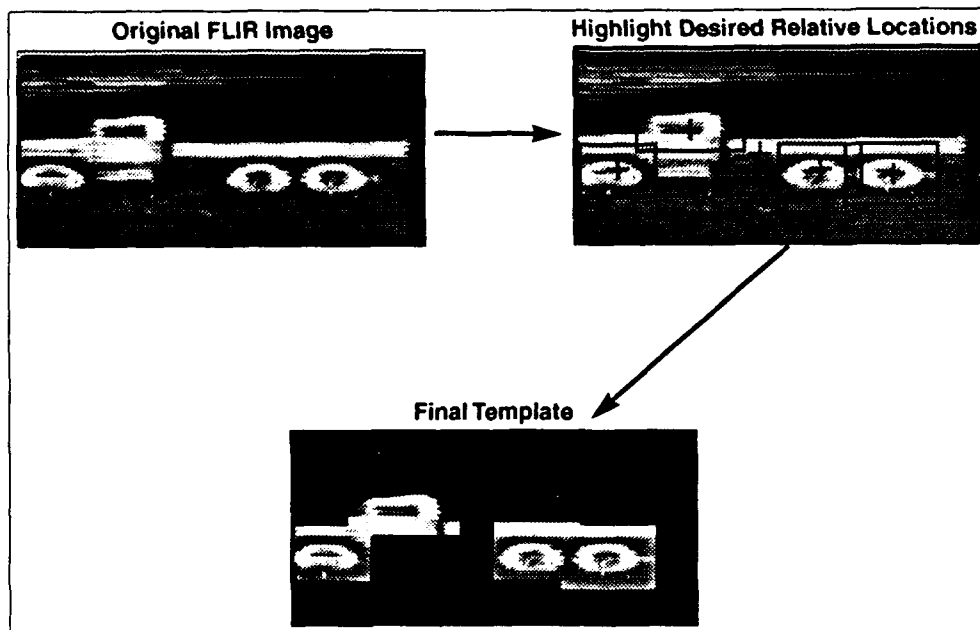 Original FLIR Image
Highlight Desired Relative Locations
Final Template